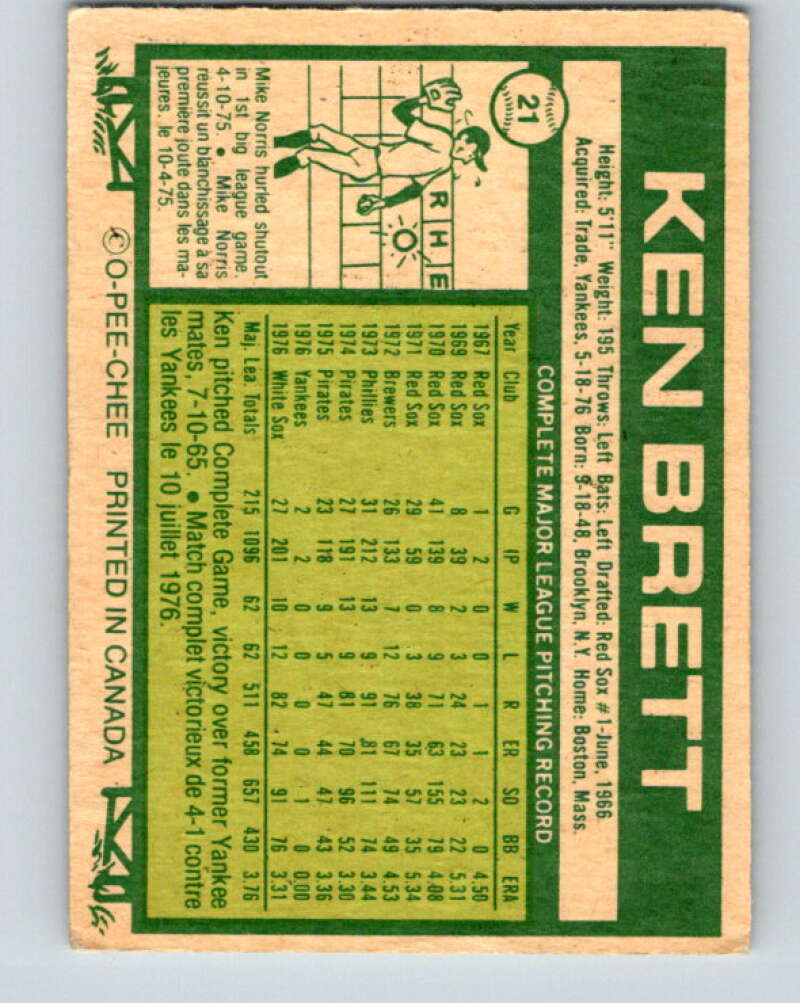 KEN BRETT
Height: 5'11" Weight: 195 Throws: Left Bats: Left Drafted: Red Sox #1-June, 1966
Acquired: Trade, Yankees, 5-18-76 Born: 9-18-48, Brooklyn, N.Y. Home: Boston, Mass.
21
R H E
Mike Norris hurled shutout
in 1st big league game.
4-10-75. • Mike Norris
réussit un blanchissage à sa
première joute dans les ma-
jeures. le 10-4-75.
COMPLETE MAJOR LEAGUE PITCHING RECORD
Year Club G IP W L R ER SO BB ERA
1967 Red Sox 1 2 0 0 1 1 2 0 4.50
1969 Red Sox 8 39 2 3 24 23 23 22 5.31
1970 Red Sox 41 139 8 9 71 63 155 79 4.08
1971 Red Sox 29 59 0 3 38 35 57 35 5.34
1972 Brewers 26 133 7 12 76 67 74 49 4.53
1973 Phillies 31 212 13 9 91 81 111 74 3.44
1974 Pirates 27 191 13 9 81 70 96 52 3.30
1975 Pirates 23 118 9 5 47 44 47 43 3.36
1976 Yankees 2 2 0 0 0 0 1 0 0.00
1976 White Sox 27 201 10 12 82 74 91 76 3.31
Maj. Lea. Totals 215 1096 62 62 511 458 657 430 3.76
Ken pitched Complete Game, victory over former Yankee
mates, 7-10-65. • Match complet victorieux de 4-1 contre
les Yankees le 10 juillet 1976.
©O-PEE-CHEE PRINTED IN CANADA